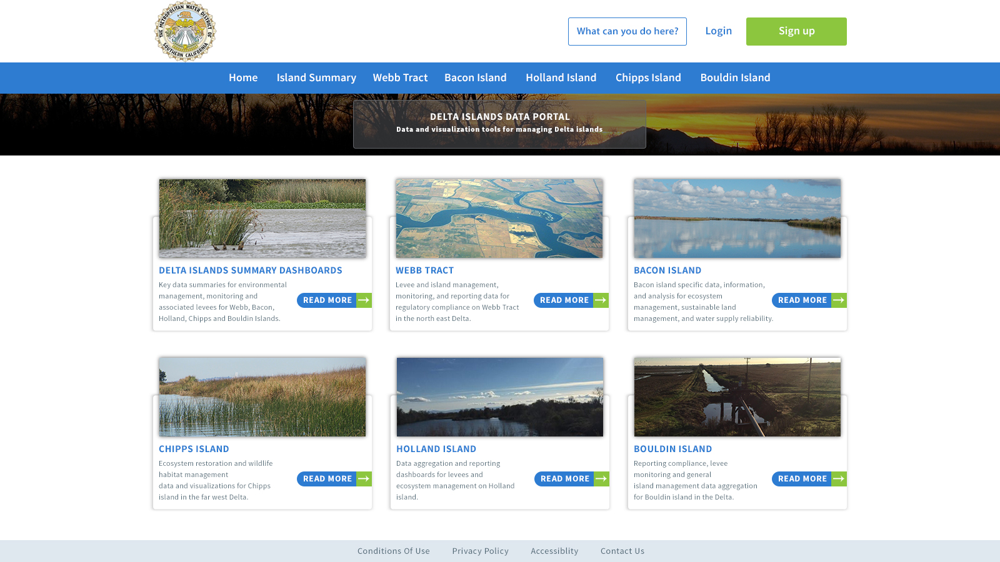 THE METROPOLITAN WATER DISTRICT OF
SOUTHERN CALIFORNIA
What can you do here?
Login
Sign up
Home
Island Summary
Webb Tract
Bacon Island
Holland Island
Chipps Island
Bouldin Island
DELTA ISLANDS DATA PORTAL
Data and visualization tools for managing Delta islands
DELTA ISLANDS SUMMARY DASHBOARDS
Key data summaries for environmental
management, monitoring and
associated levees for Webb, Bacon,
Holland, Chipps and Bouldin Islands.
READ MORE
WEBB TRACT
Levee and island management,
monitoring, and reporting data for
regulatory compliance on Webb Tract
in the north east Delta.
READ MORE
BACON ISLAND
Bacon island specific data, information,
and analysis for ecosystem
management, sustainable land
management, and water supply reliability.
READ MORE
CHIPPS ISLAND
Ecosystem restoration and wildlife
habitat management
data and visualizations for Chipps
island in the far west Delta.
READ MORE
HOLLAND ISLAND
Data aggregation and reporting
dashboards for levees and
ecosystem management on Holland
island.
READ MORE
BOULDIN ISLAND
Reporting compliance, levee
monitoring and general
island management data aggregation
for Bouldin island in the Delta.
READ MORE
Conditions Of Use
Privacy Policy
Accessiblity
Contact Us